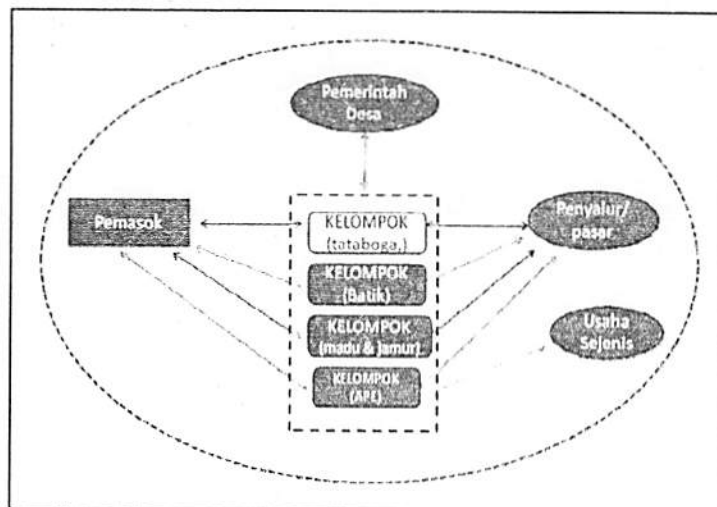 Pemerintah
Desa
Pemasok
KELOMPOK
(tataboga,)
KELOMPOK
(Batik)
KELOMPOK
(madu & jamur)
KELOMPOK
(APE)
Penyalur/
pasar
Usaha
Sejenis